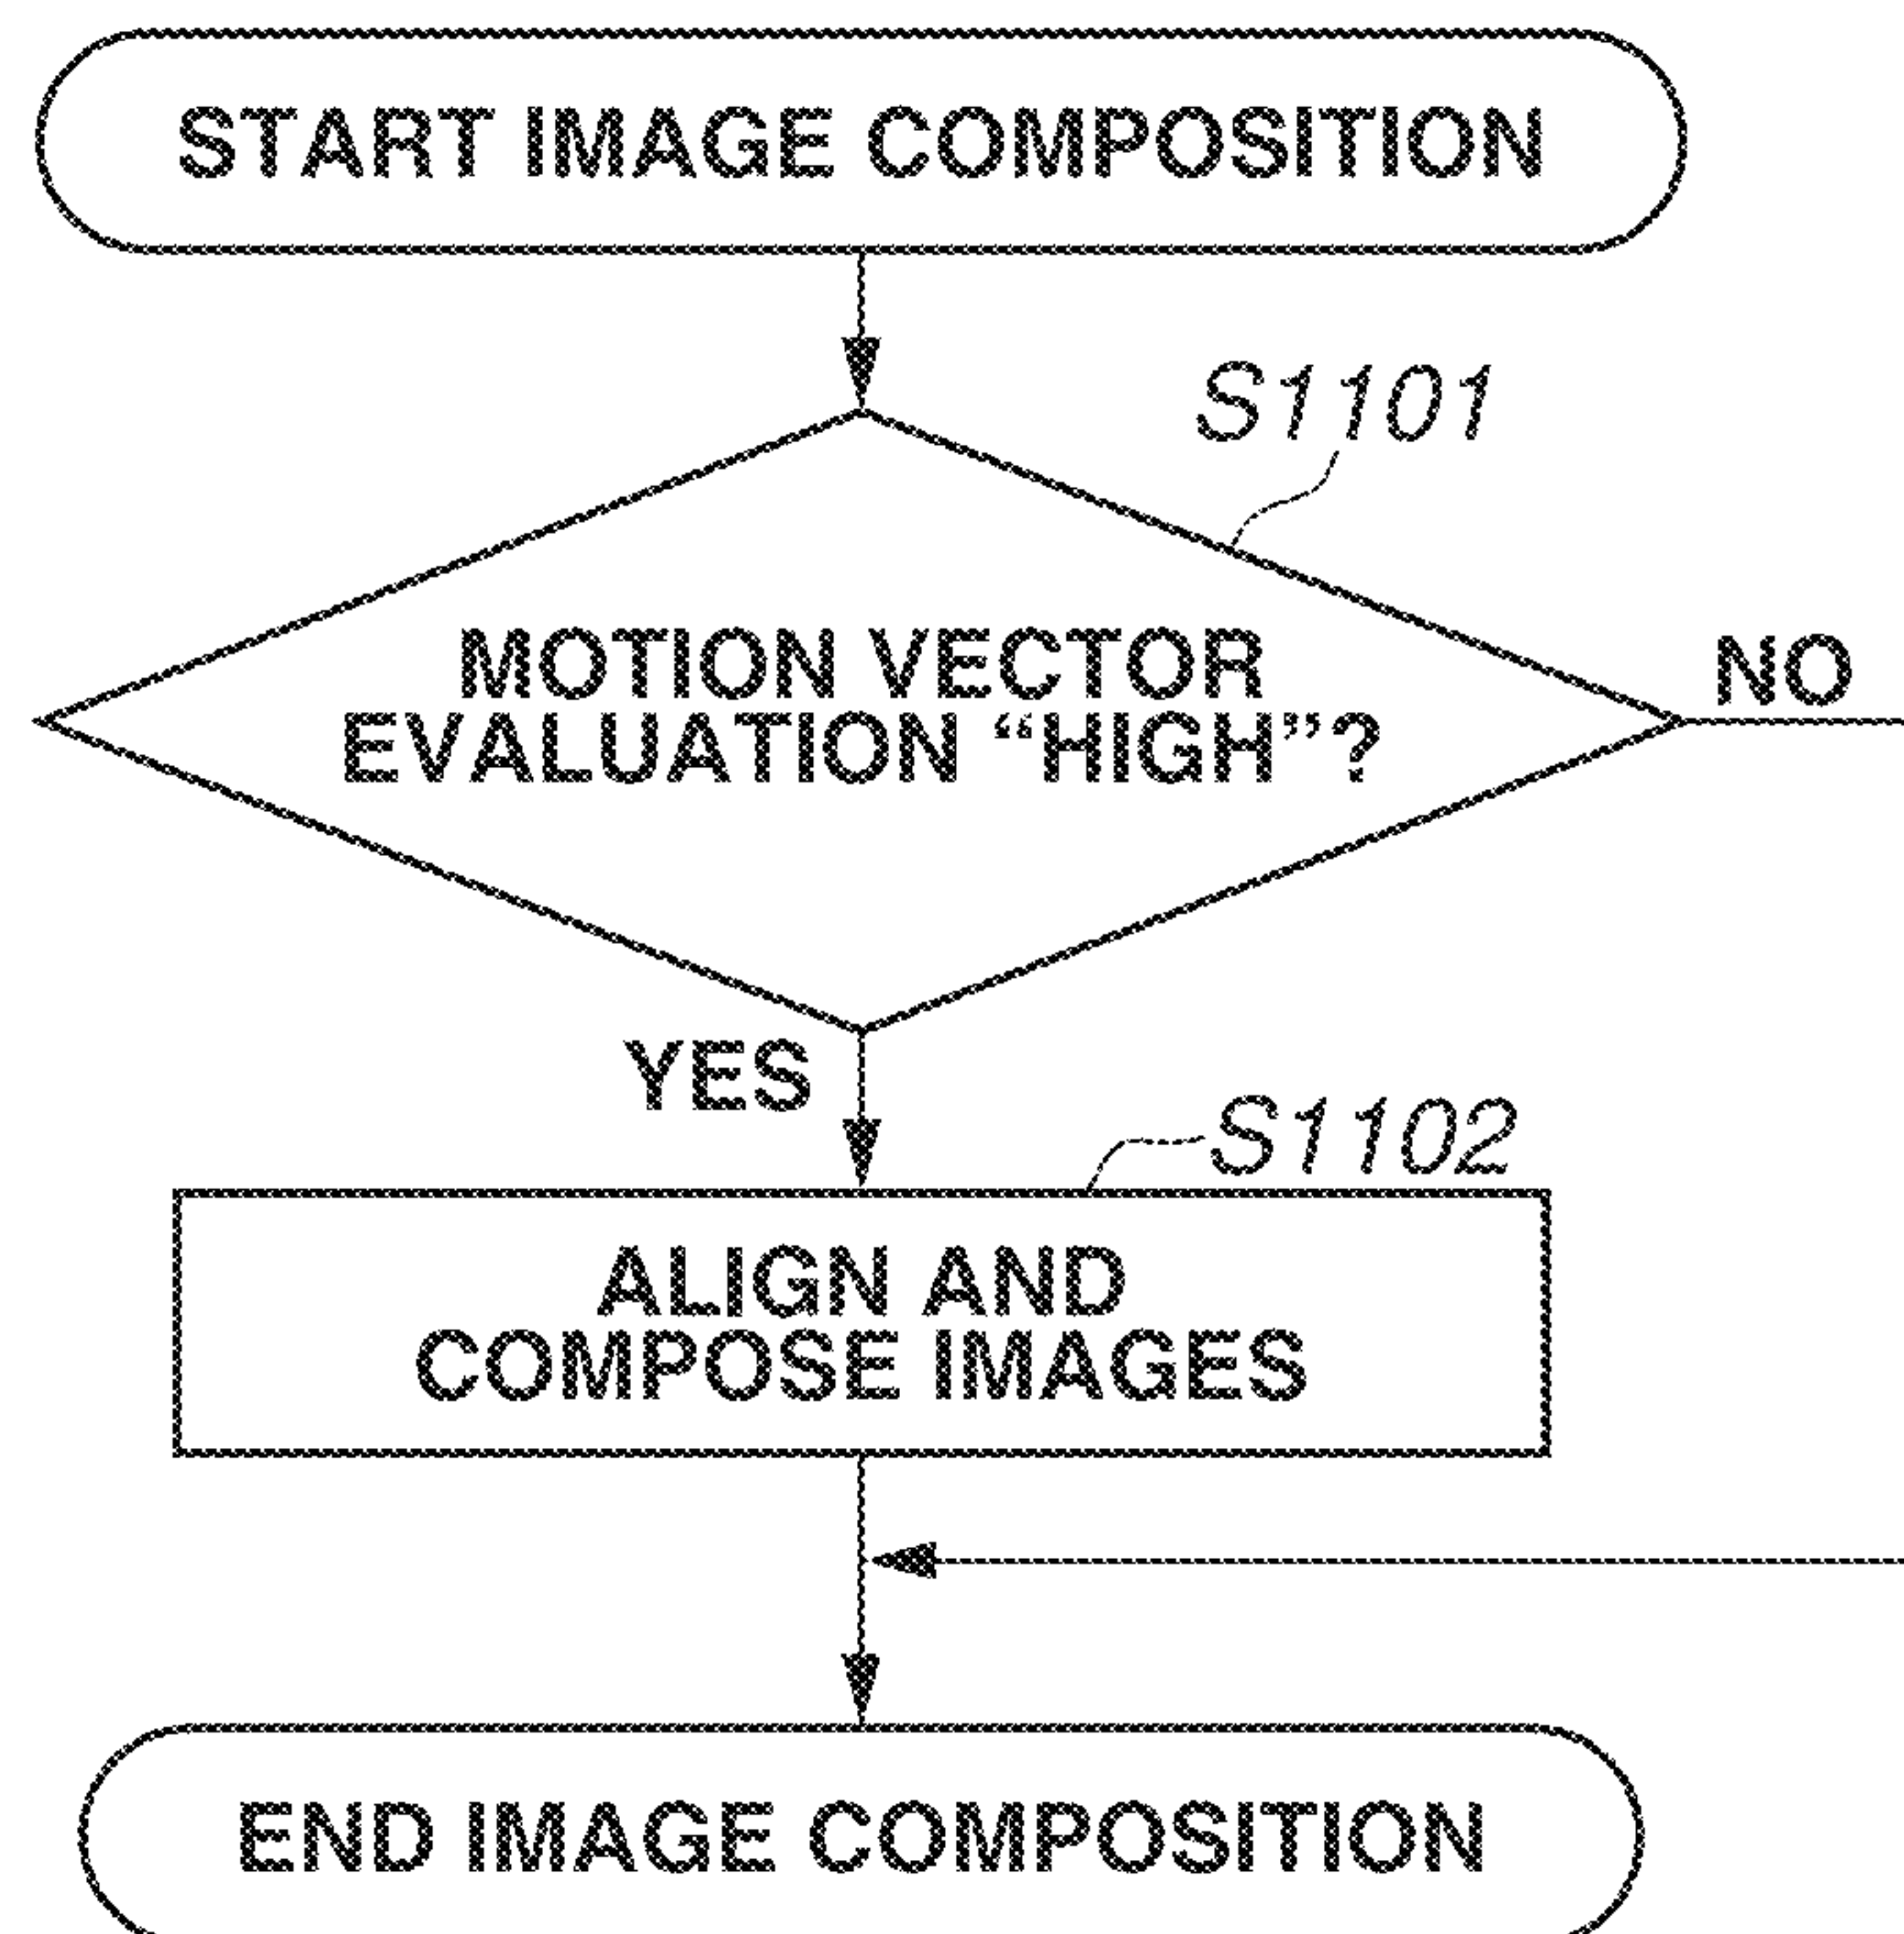 START IMAGE COMPOSITION
S1101
MOTION VECTOR
EVALUATION “HIGH”?
NO
YES
S1102
ALIGN AND
COMPOSE IMAGES
END IMAGE COMPOSITION